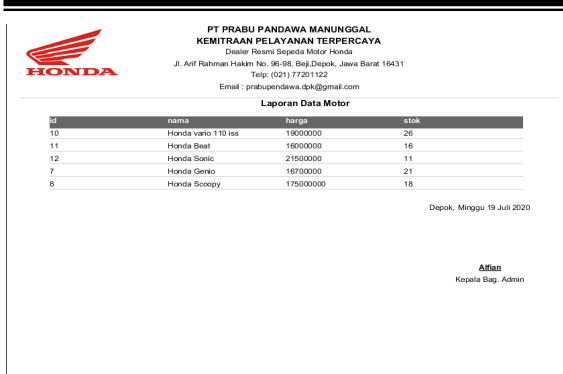 PT PRABU PANDAWA MANUNGGAL
KEMITRAAN PELAYANAN TERPERCAYA
Dealer Resmi Sepeda Motor Honda
Jl. Arif Rahman Hakim No. 96-98, Beji,Depok, Jawa Barat 16431
Telp: (021) 77201122
Email : prabupendawa.dpk@gmail.com
HONDA
Laporan Data Motor
id nama harga stok
10 Honda vario 110 iss 19000000 26
11 Honda Beat 16000000 16
12 Honda Sonic 21500000 11
7 Honda Genio 16700000 21
8 Honda Scoopy 175000000 18
Depok, Minggu 19 Juli 2020
Alfian
Kepala Bag. Admin